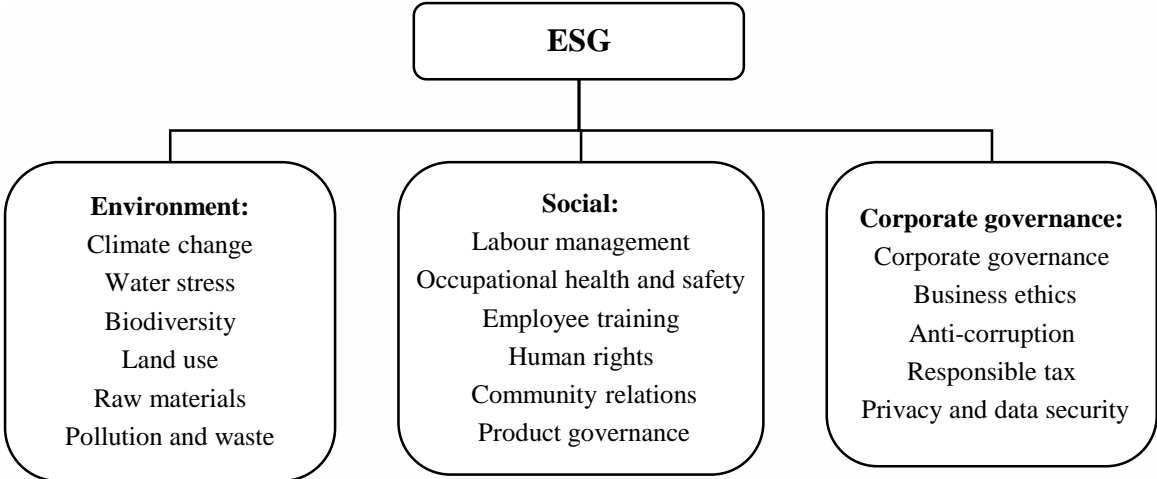 ESG
Environment:
Climate change
Water stress
Biodiversity
Land use
Raw materials
Pollution and waste
Social:
Labour management
Occupational health and safety
Employee training
Human rights
Community relations
Product governance
Corporate governance:
Corporate governance
Business ethics
Anti-corruption
Responsible tax
Privacy and data security